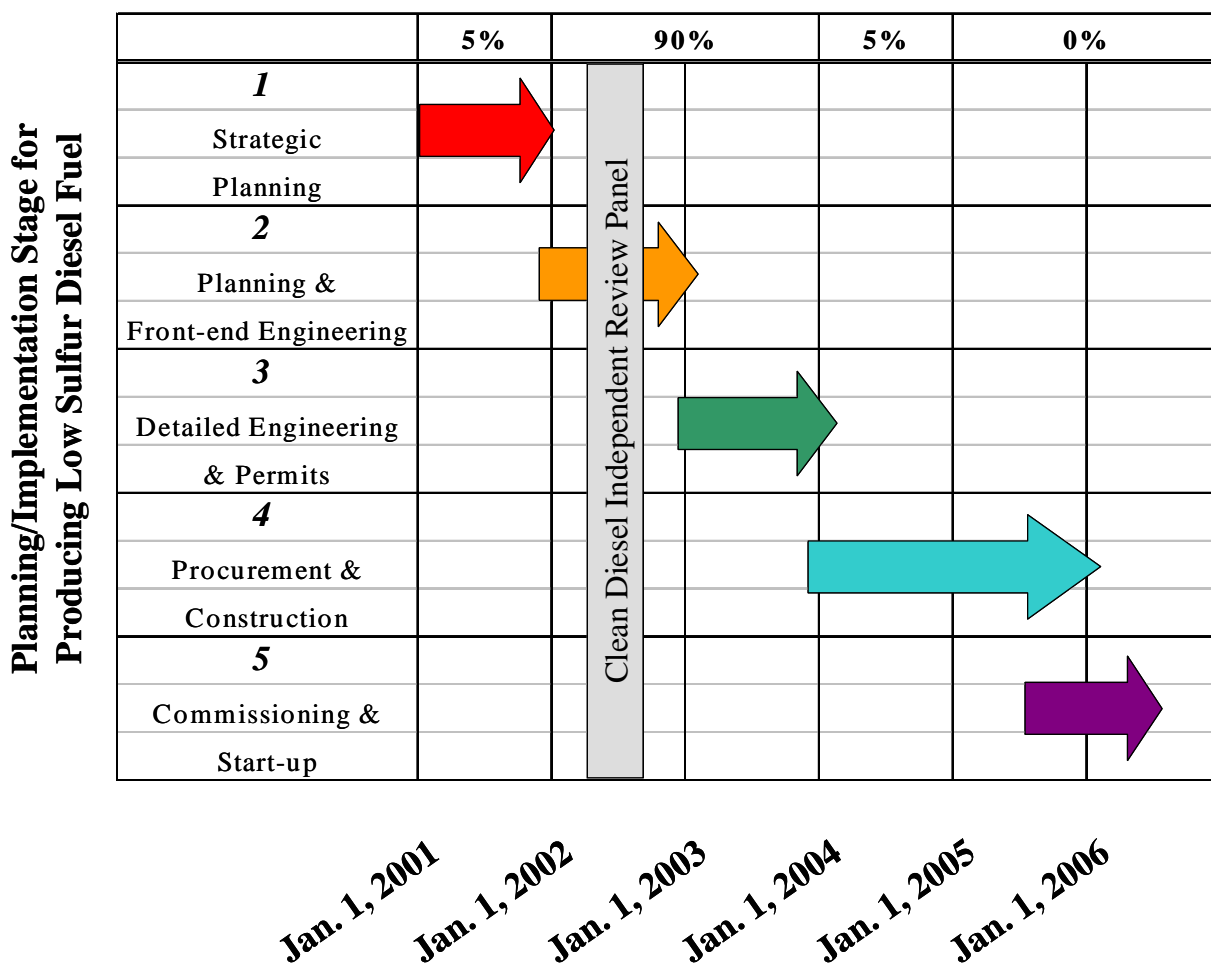 5% 90% 5% 0%
Planning/Implementation Stage for
Producing Low Sulfur Diesel Fuel
1
Strategic
Planning
2
Planning &
Front-end Engineering
3
Detailed Engineering
& Permits
4
Procurement &
Construction
5
Commissioning &
Start-up
Clean Diesel Independent Review Panel
Jan. 1, 2001
Jan. 1, 2002
Jan. 1, 2003
Jan. 1, 2004
Jan. 1, 2005
Jan. 1, 2006